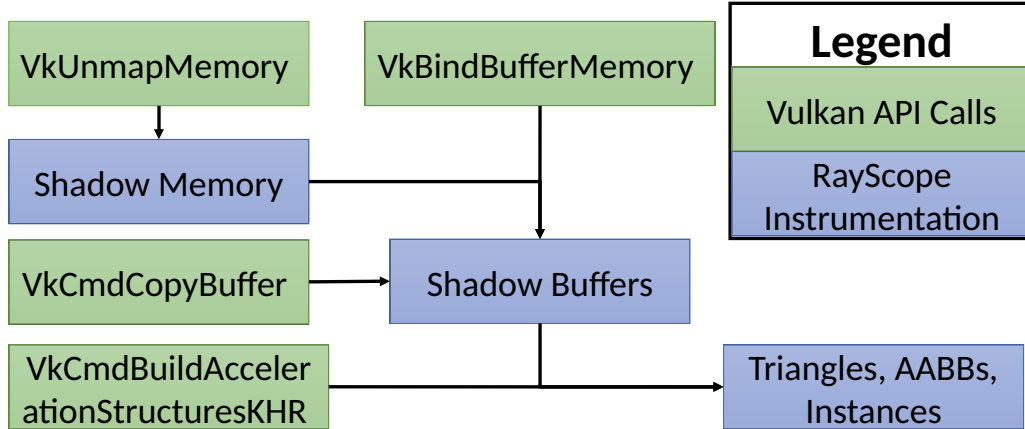 VkUnmapMemory
VkBindBufferMemory
Legend
Vulkan API Calls
RayScope
Instrumentation
Shadow Memory
VkCmdCopyBuffer
Shadow Buffers
VkCmdBuildAcceler
ationStructuresKHR
Triangles, AABBs,
Instances